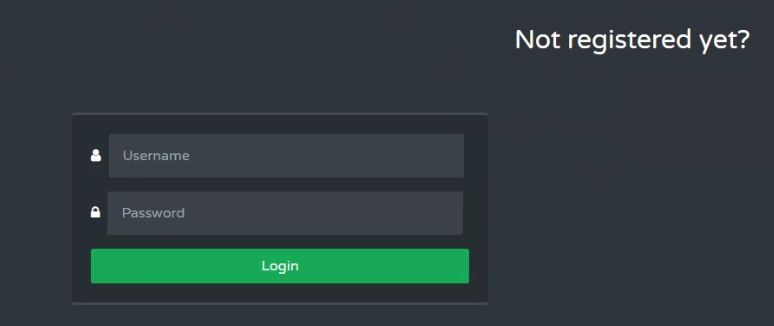 Not registered yet?
Username
Password
Login